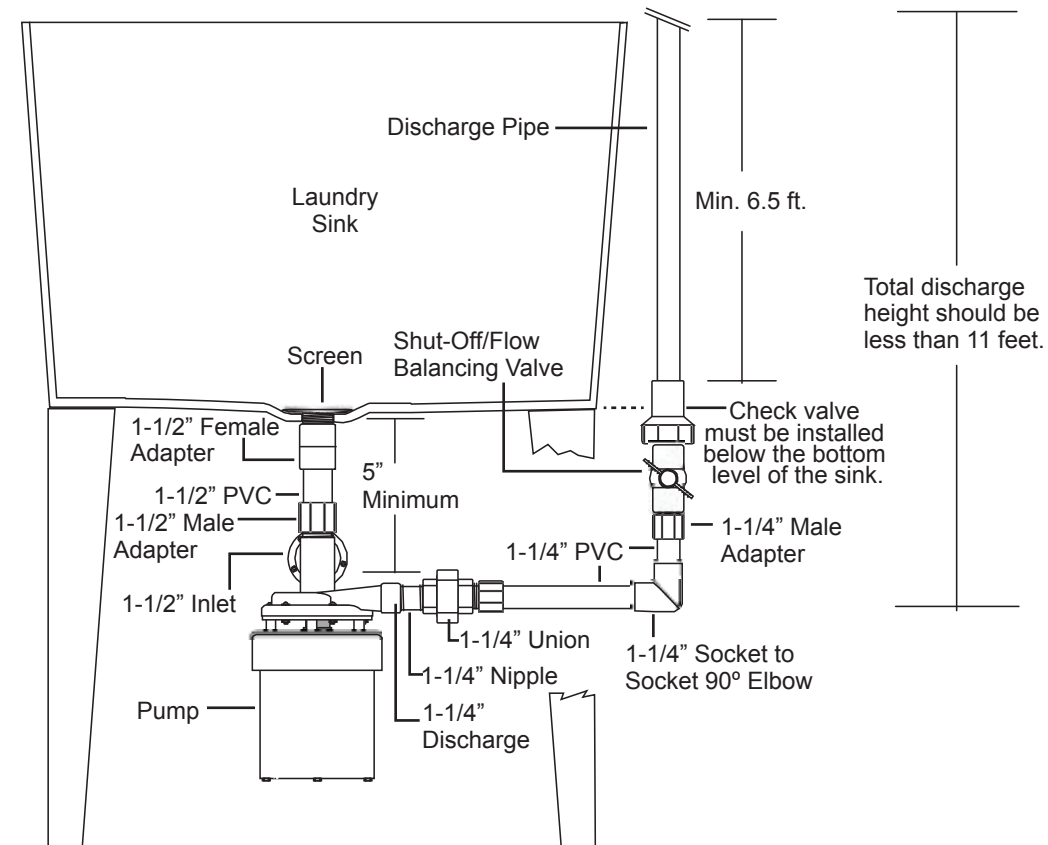 Discharge Pipe
Laundry
Sink
Min. 6.5 ft.
Total discharge
height should be
less than 11 feet.
Shut-Off/Flow
Balancing Valve
Screen
Check valve
must be installed
below the bottom
level of the sink.
1-1/2” Female
Adapter
5”
Minimum
1-1/2” PVC
1-1/2” Male
Adapter
1-1/4” Male
Adapter
1-1/4” PVC
1-1/2” Inlet
1-1/4” Union
1-1/4” Socket to
Socket 90º Elbow
1-1/4” Nipple
Pump
1-1/4”
Discharge